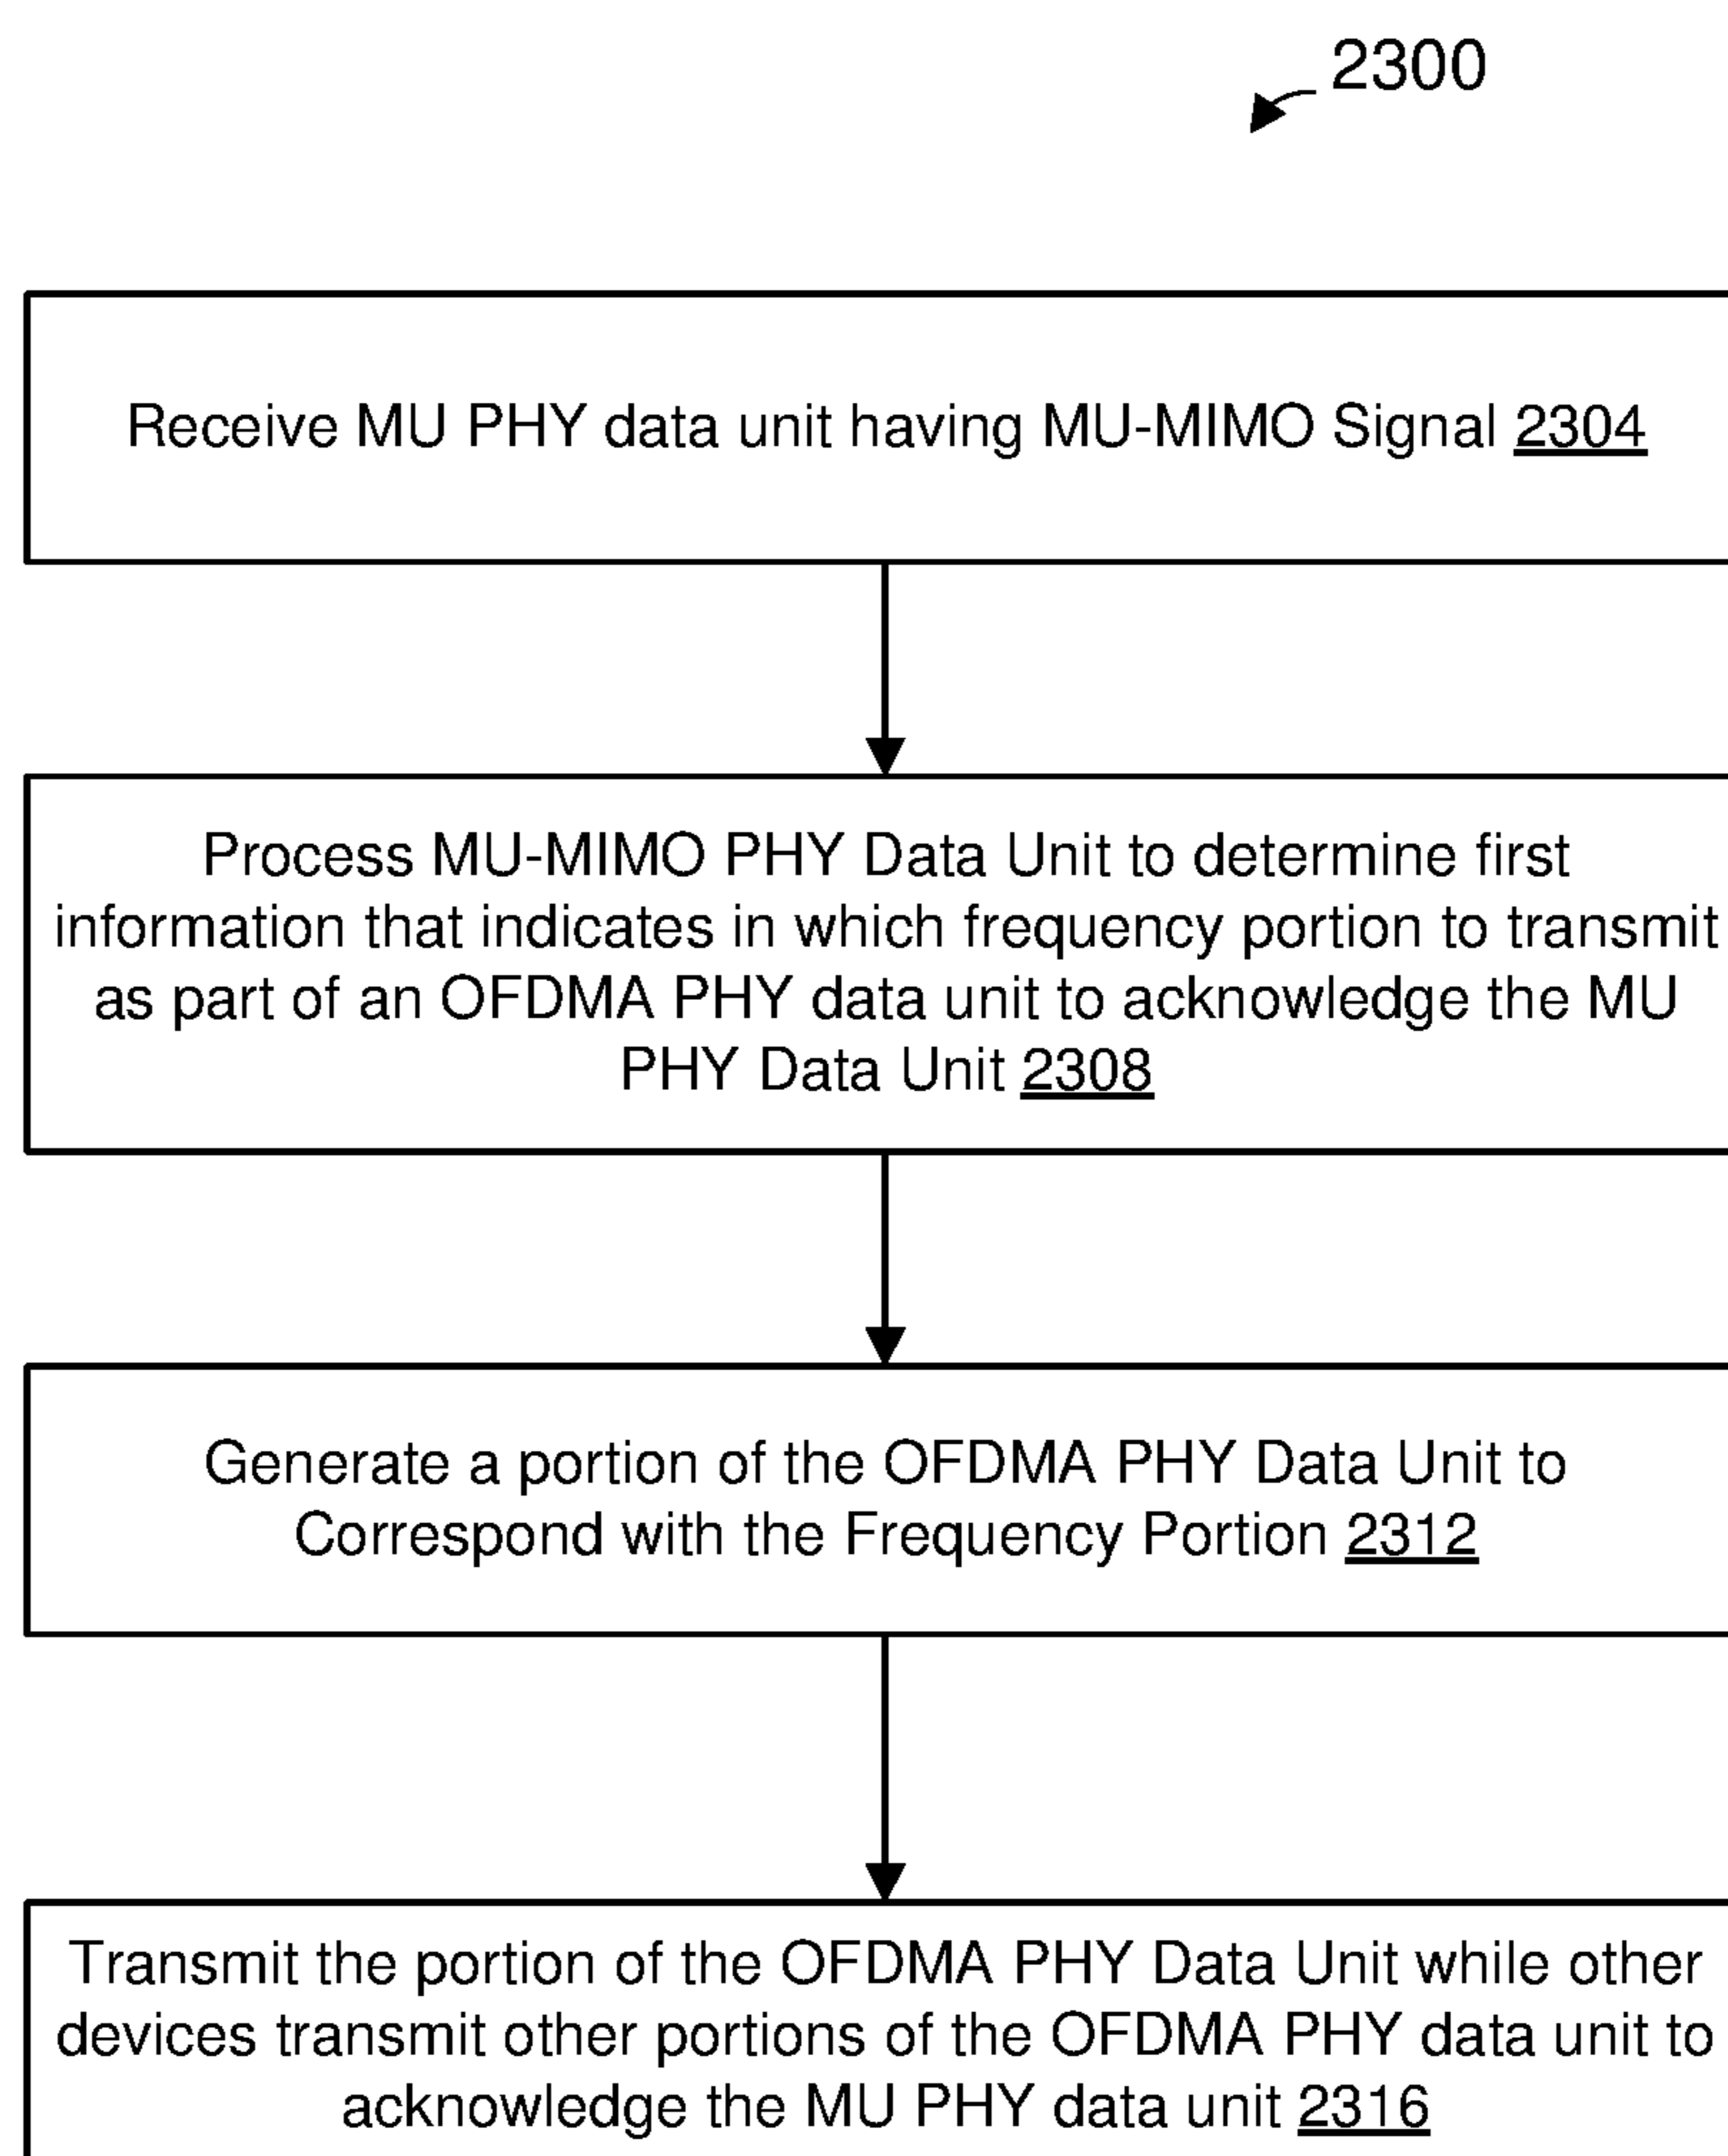 2300
Receive MU PHY data unit having MU-MIMO Signal 2304
Process MU-MIMO PHY Data Unit to determine first
information that indicates in which frequency portion to transmit
as part of an OFDMA PHY data unit to acknowledge the MU
PHY Data Unit 2308
Generate a portion of the OFDMA PHY Data Unit to
Correspond with the Frequency Portion 2312
Transmit the portion of the OFDMA PHY Data Unit while other
devices transmit other portions of the OFDMA PHY data unit to
acknowledge the MU PHY data unit 2316